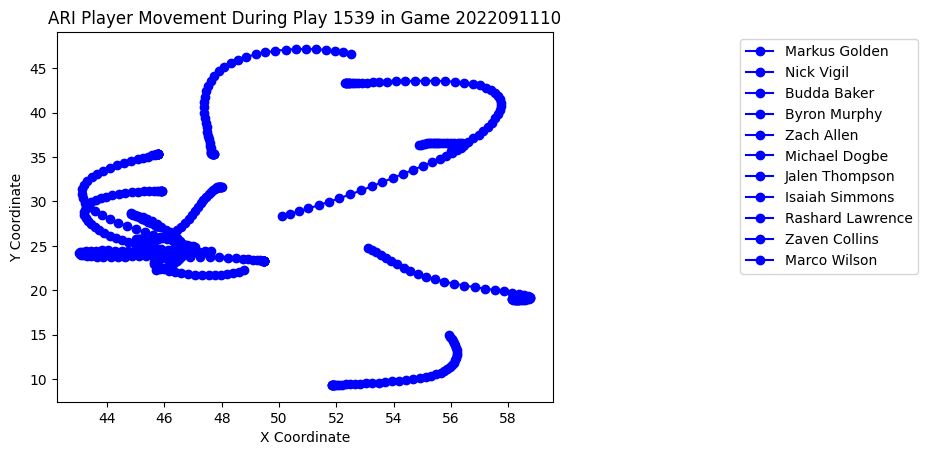 ARI Player Movement During Play 1539 in Game 2022091110
45
40
35
30
25
20
15
10
Y Coordinate
44 46 48 50 52 54 56 58
X Coordinate
Markus Golden
Nick Vigil
Budda Baker
Byron Murphy
Zach Allen
Michael Dogbe
Jalen Thompson
Isaiah Simmons
Rashard Lawrence
Zaven Collins
Marco Wilson